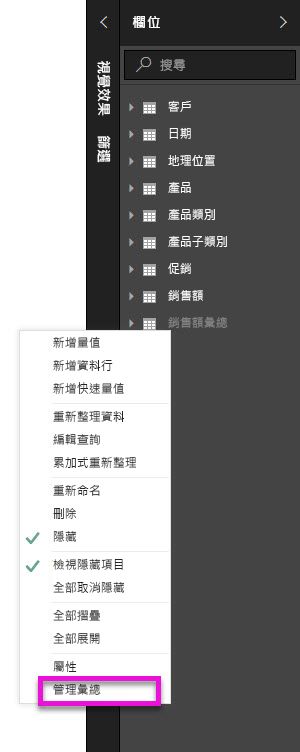 欄位
視覺效果
篩選
搜尋
客戶
日期
地理位置
產品
產品類別
產品子類別
促銷
銷售額
銷售額彙總
新增量值
新增資料行
新增快速量值
重新整理資料
編輯查詢
累加式重新整理
重新命名
刪除
隱藏
檢視隱藏項目
全部取消隱藏
全部摺疊
全部展開
屬性
管理彙總